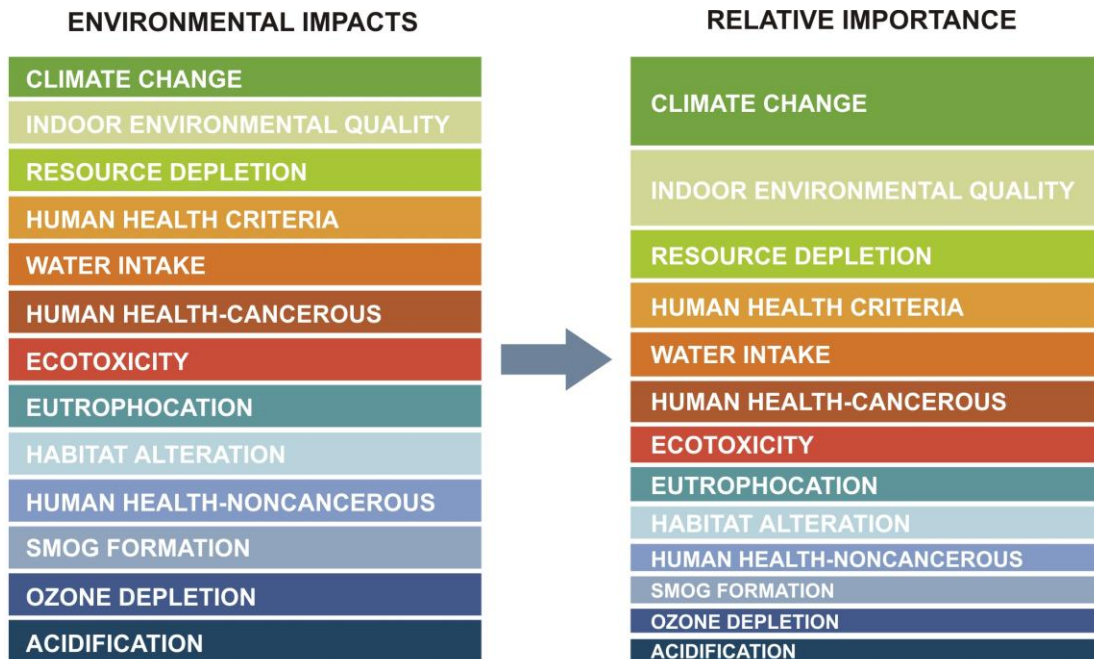 ENVIRONMENTAL IMPACTS
CLIMATE CHANGE
INDOOR ENVIRONMENTAL QUALITY
RESOURCE DEPLETION
HUMAN HEALTH CRITERIA
WATER INTAKE
HUMAN HEALTH-CANCEROUS
ECOTOXICITY
EUTROPHOCATION
HABITAT ALTERATION
HUMAN HEALTH-NONCANCEROUS
SMOG FORMATION
OZONE DEPLETION
ACIDIFICATION
RELATIVE IMPORTANCE
CLIMATE CHANGE
INDOOR ENVIRONMENTAL QUALITY
RESOURCE DEPLETION
HUMAN HEALTH CRITERIA
WATER INTAKE
HUMAN HEALTH-CANCEROUS
ECOTOXICITY
EUTROPHOCATION
HABITAT ALTERATION
HUMAN HEALTH-NONCANCEROUS
SMOG FORMATION
OZONE DEPLETION
ACIDIFICATION